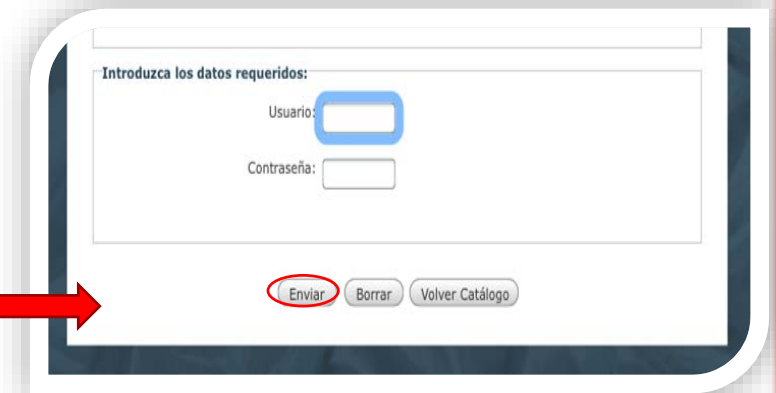 Introduzca los datos requeridos:
Usuario:
Contraseña:
Enviar Borrar Volver Catálogo